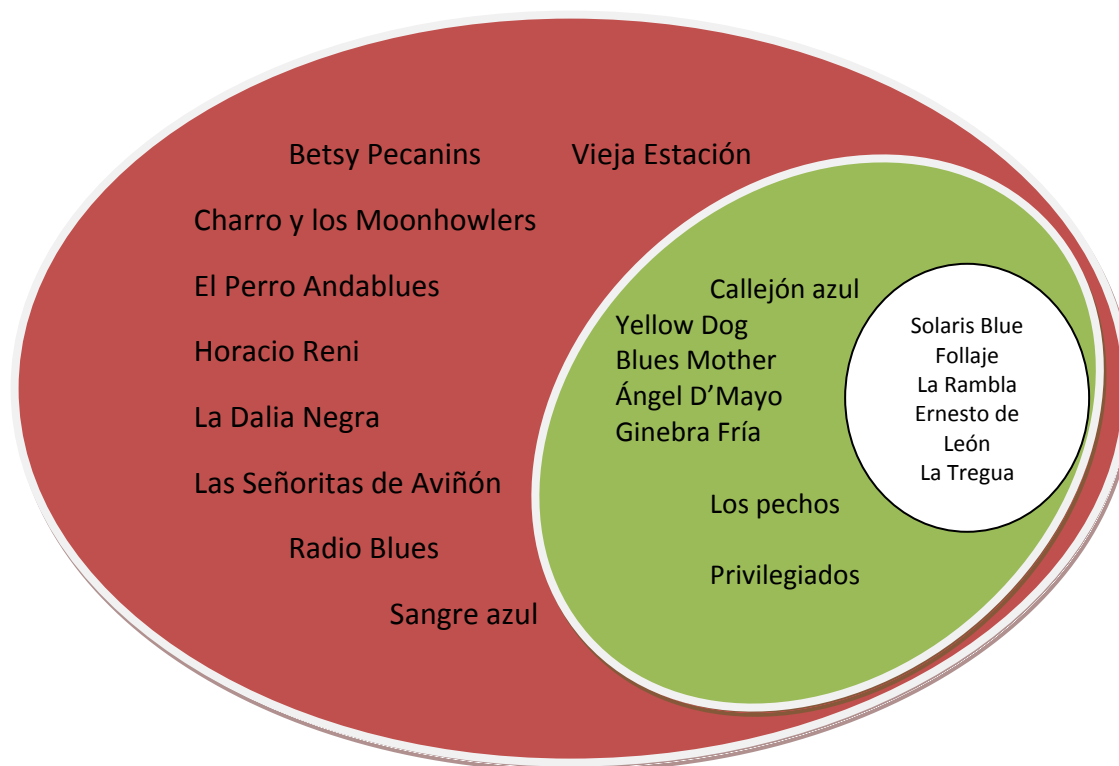 Betsy Pecanins
Vieja Estación
Charro y los Moonhowlers
El Perro Andablues
Horacio Reni
La Dalia Negra
Las Señoritas de Aviñón
Radio Blues
Sangre azul
Callejón azul
Yellow Dog
Blues Mother
Ángel D’Mayo
Ginebra Fría
Los pechos
Privilegiados
Solaris Blue
Follaje
La Rambla
Ernesto de
León
La Tregua